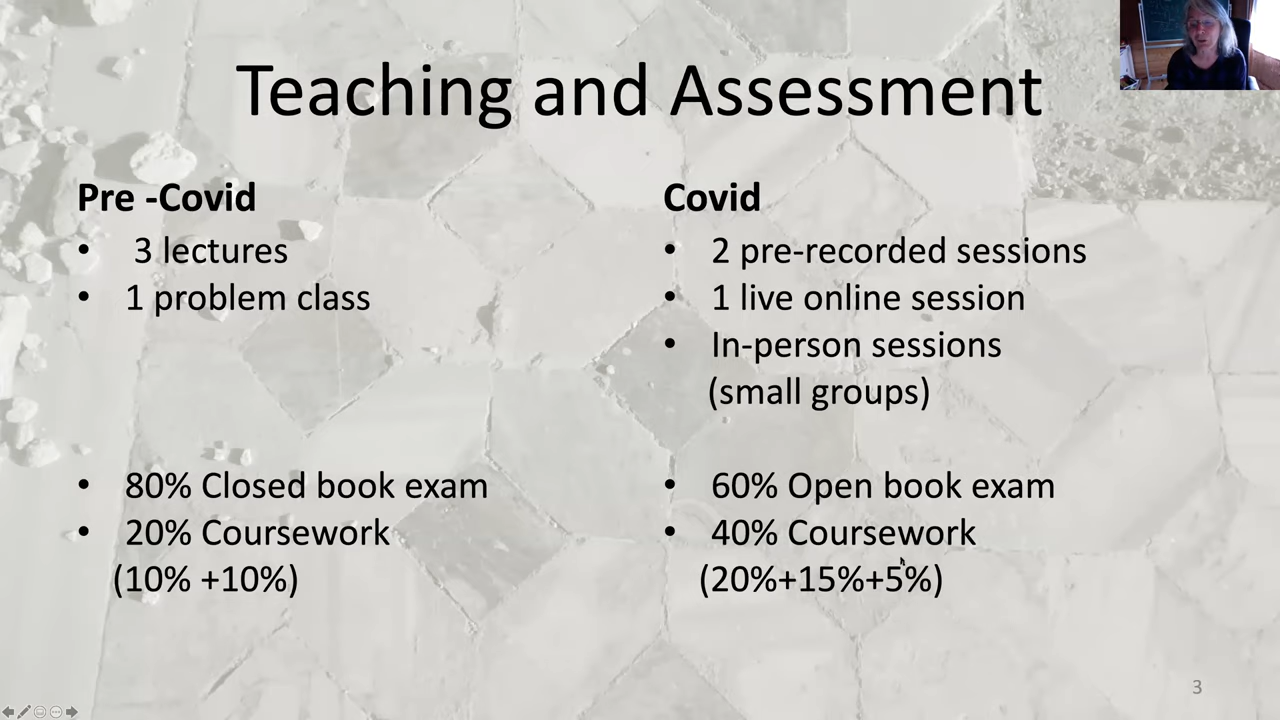 Teaching and Assessment
Pre -Covid
• 3 lectures
• 1 problem class
• 80% Closed book exam
• 20% Coursework
(10% +10%)
Covid
• 2 pre-recorded sessions
• 1 live online session
• In-person sessions
(small groups)
• 60% Open book exam
• 40% Coursework
(20%+15%+5%)
3